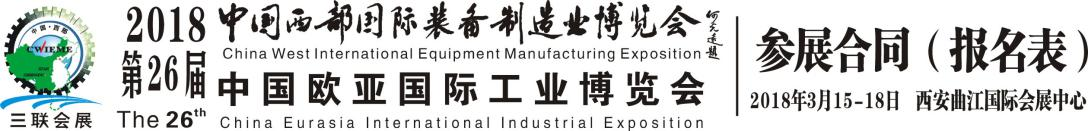 中国·西部
CWIEME
三联会展
2018
第26届
The 26th
中国西部国际装备制造业博览会
China West International Equipment Manufacturing Exposition
中国欧亚国际工业博览会
China Eurasia International Industrial Exposition
参展合同（报名表）
2018年3月15-18日 西安曲江国际会展中心